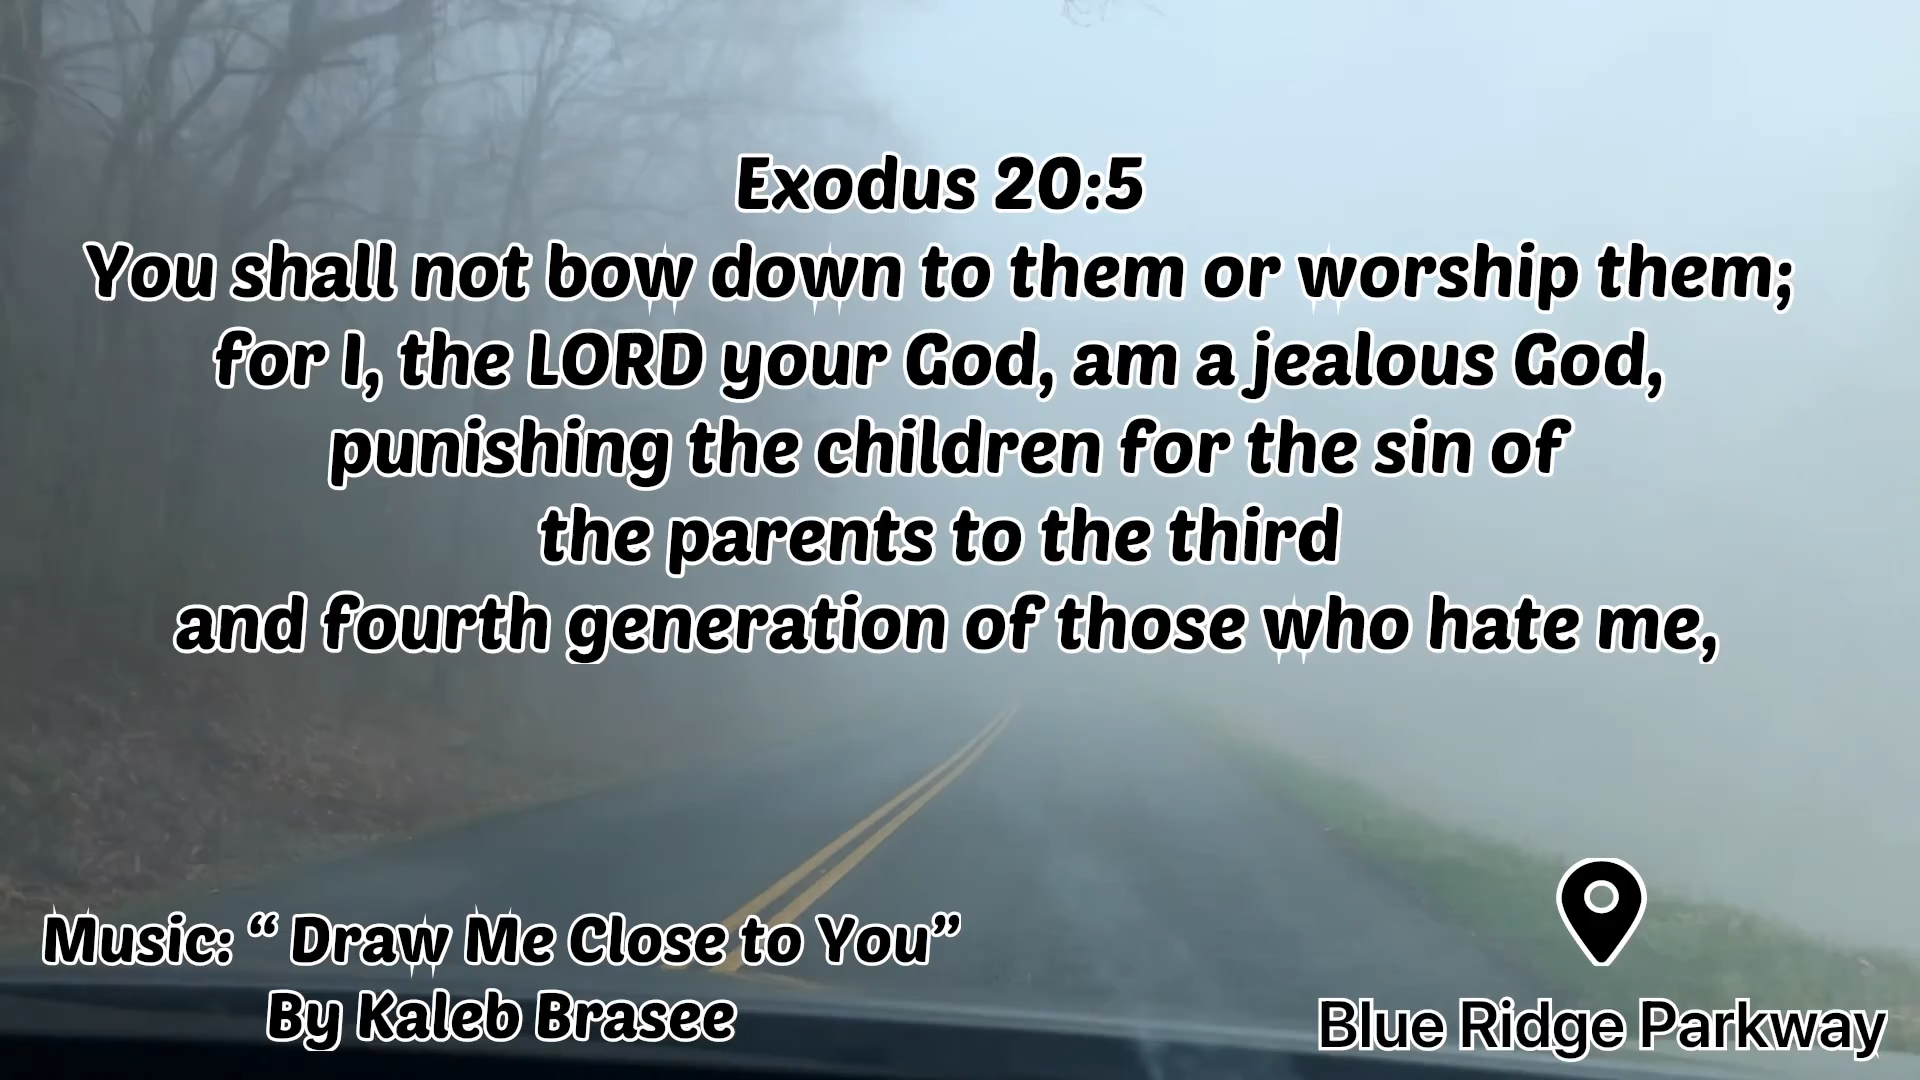 Exodus 20:5
You shall not bow down to them or worship them;
for I, the LORD your God, am a jealous God,
punishing the children for the sin of
the parents to the third
and fourth generation of those who hate me,
Music: “ Draw Me Close to You”
By Kaleb Brasee
Blue Ridge Parkway